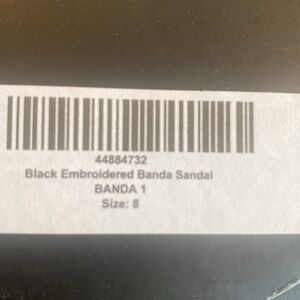 44884732
Black Embroidered Banda Sandal
BANDA 1
Size: 8